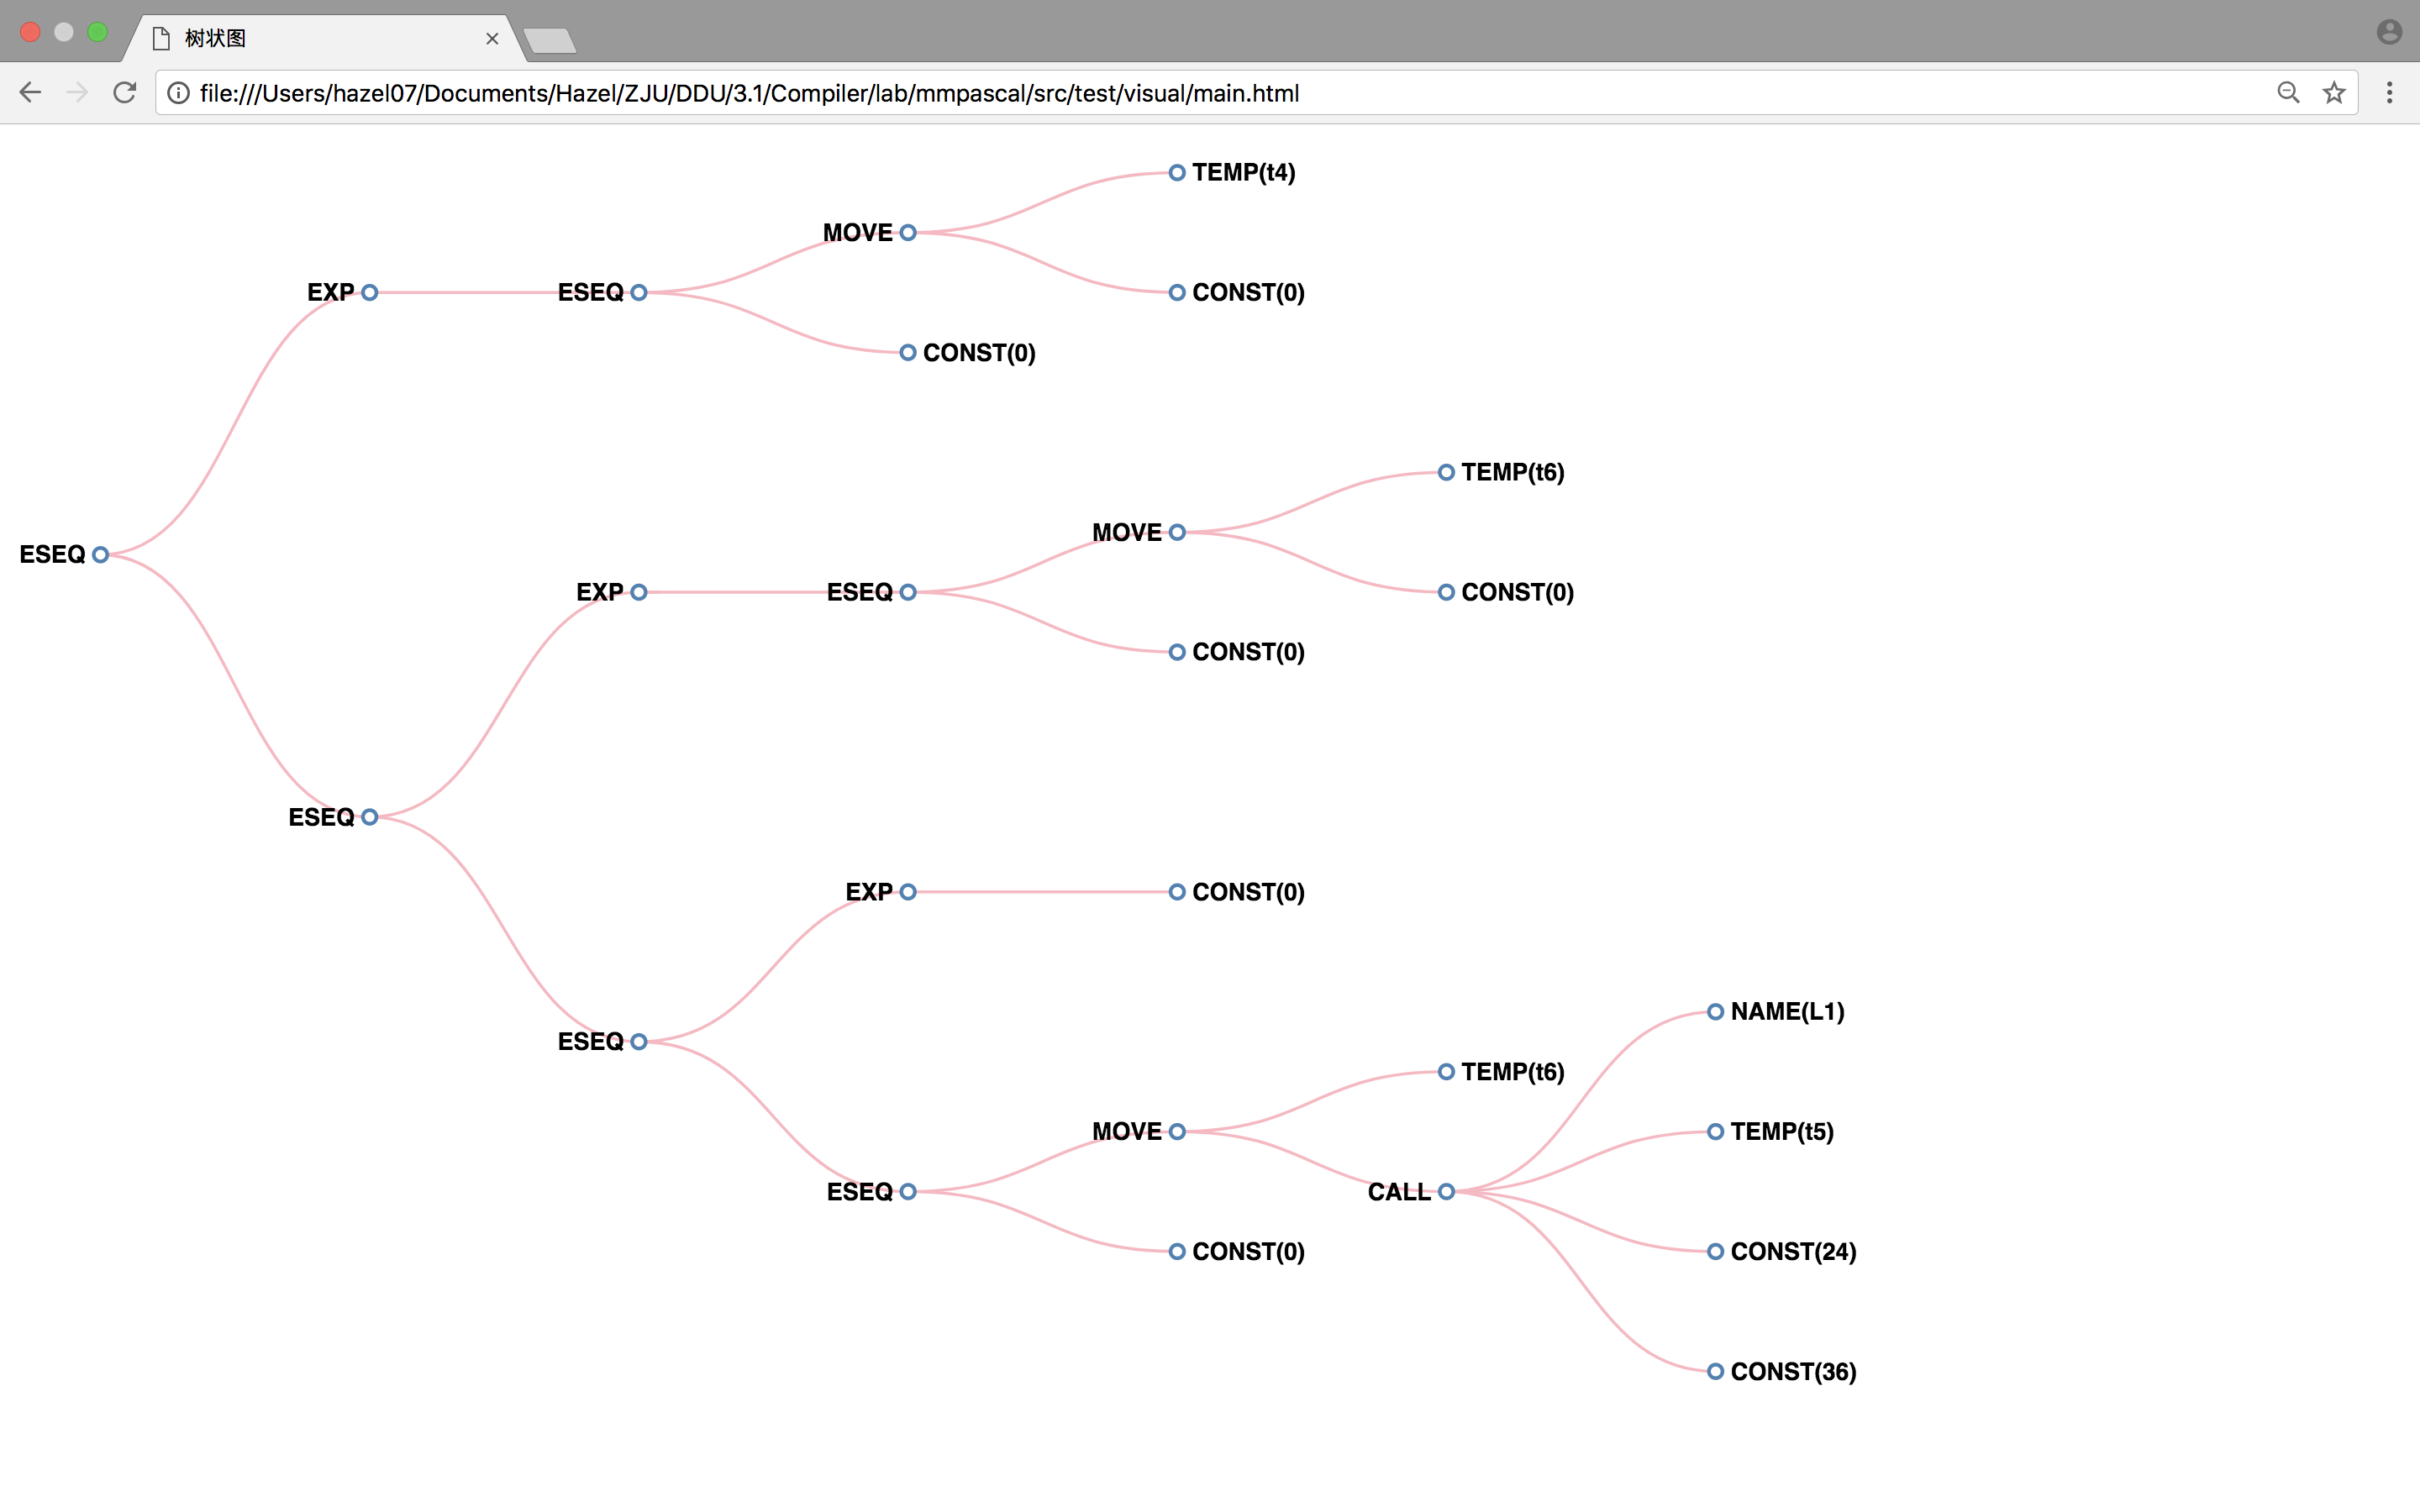 树状图
file:///Users/hazel07/Documents/Hazel/ZJU/DDU/3.1/Compiler/lab/mmpascal/src/test/visual/main.html
TEMP(t4)
MOVE
EXP ESEQ CONST(0)
CONST(0)
TEMP(t6)
MOVE
ESEQ
EXP ESEQ CONST(0)
CONST(0)
ESEQ
EXP CONST(0)
NAME(L1)
ESEQ
TEMP(t6)
MOVE TEMP(t5)
ESEQ CALL
CONST(0) CONST(24)
CONST(36)